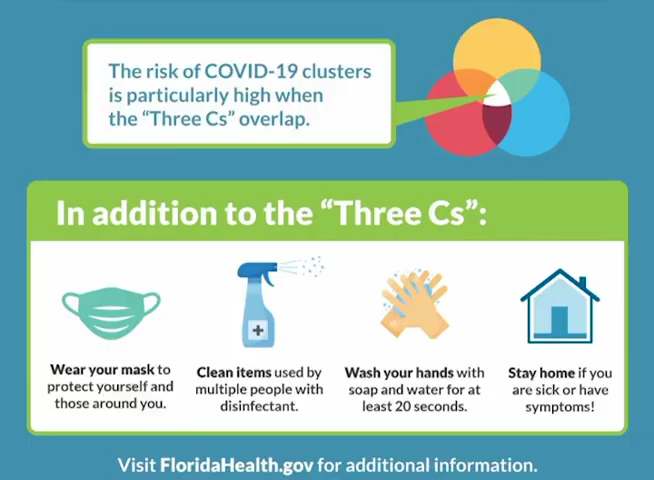 The risk of COVID-19 clusters
is particularly high when
the “Three Cs” overlap.
In addition to the “Three Cs”:
Wear your mask to
protect yourself and
those around you.
Clean items used by
multiple people with
disinfectant.
Wash your hands with
soap and water for at
least 20 seconds.
Stay home if you
are sick or have
symptoms!
Visit FloridaHealth.gov for additional information.